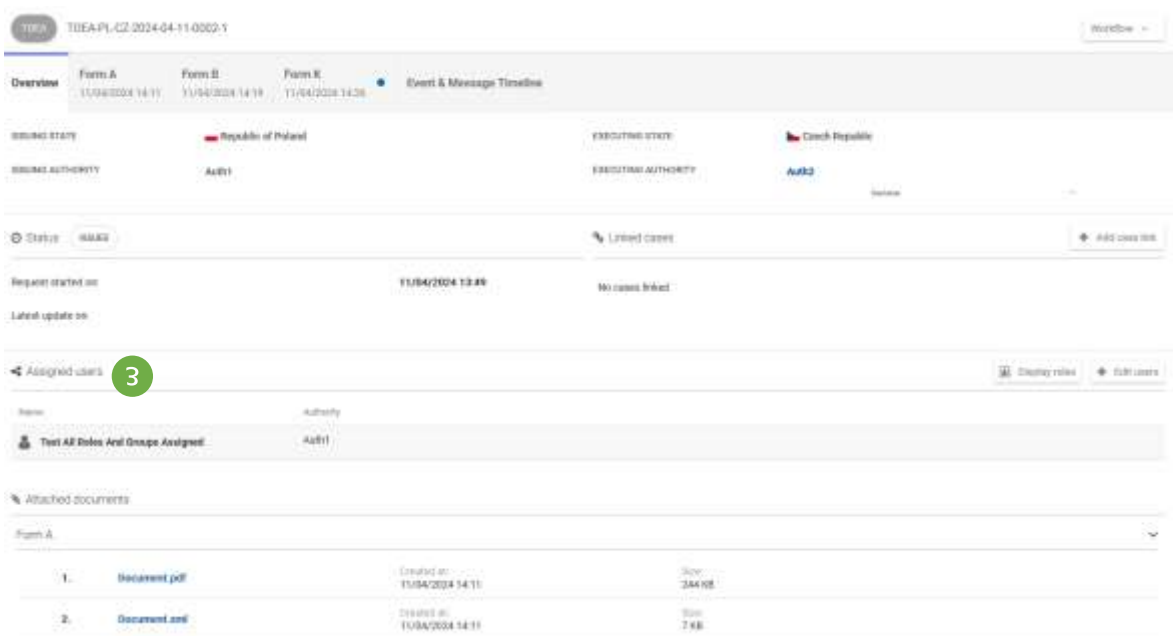 TOEA TOEA-PL-CZ-2024-04-11-0002-1 Workflow
Overview Form A Form B Form K Event & Message Timeline
11/04/2024 14:11 11/04/2024 14:19 11/04/2024
ISSUING STATE Republic of Poland EXECUTING STATE Czech Republic
ISSUING AUTHORITY Auth1 EXECUTING AUTHORITY Auth2
Status ISSUED Linked cases Add case link
Request started on 11/04/2024 13:49 No cases linked
Latest update on
Assigned users 3 Display roles Edit users
Name Authority
Test All Roles And Groups Assigned Auth1
Attached documents
Form A
1. Document.pdf Created at: 11/04/2024 14:11 Size: 244 KB
2. Document.xml Created at: 11/04/2024 14:11 Size: 7 KB